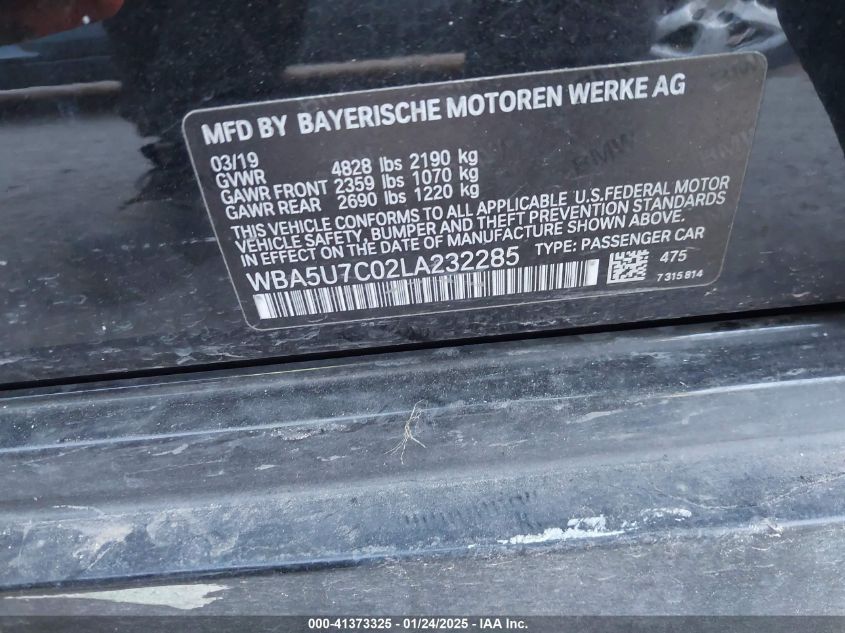 MFD BY BAYERISCHE MOTOREN WERKE AG
03/19
GVWR 4828 lbs 2190 kg
GAWR FRONT 2359 lbs 1070 kg
GAWR REAR 2690 lbs 1220 kg
THIS VEHICLE CONFORMS TO ALL APPLICABLE U.S.FEDERAL MOTOR
VEHICLE SAFETY, BUMPER AND THEFT PREVENTION STANDARDS
IN EFFECT ON THE DATE OF MANUFACTURE SHOWN ABOVE.
WBA5U7C02LA232285 TYPE: PASSENGER CAR
475
7 315 814
000-41373325 - 01/24/2025 - IAA Inc.